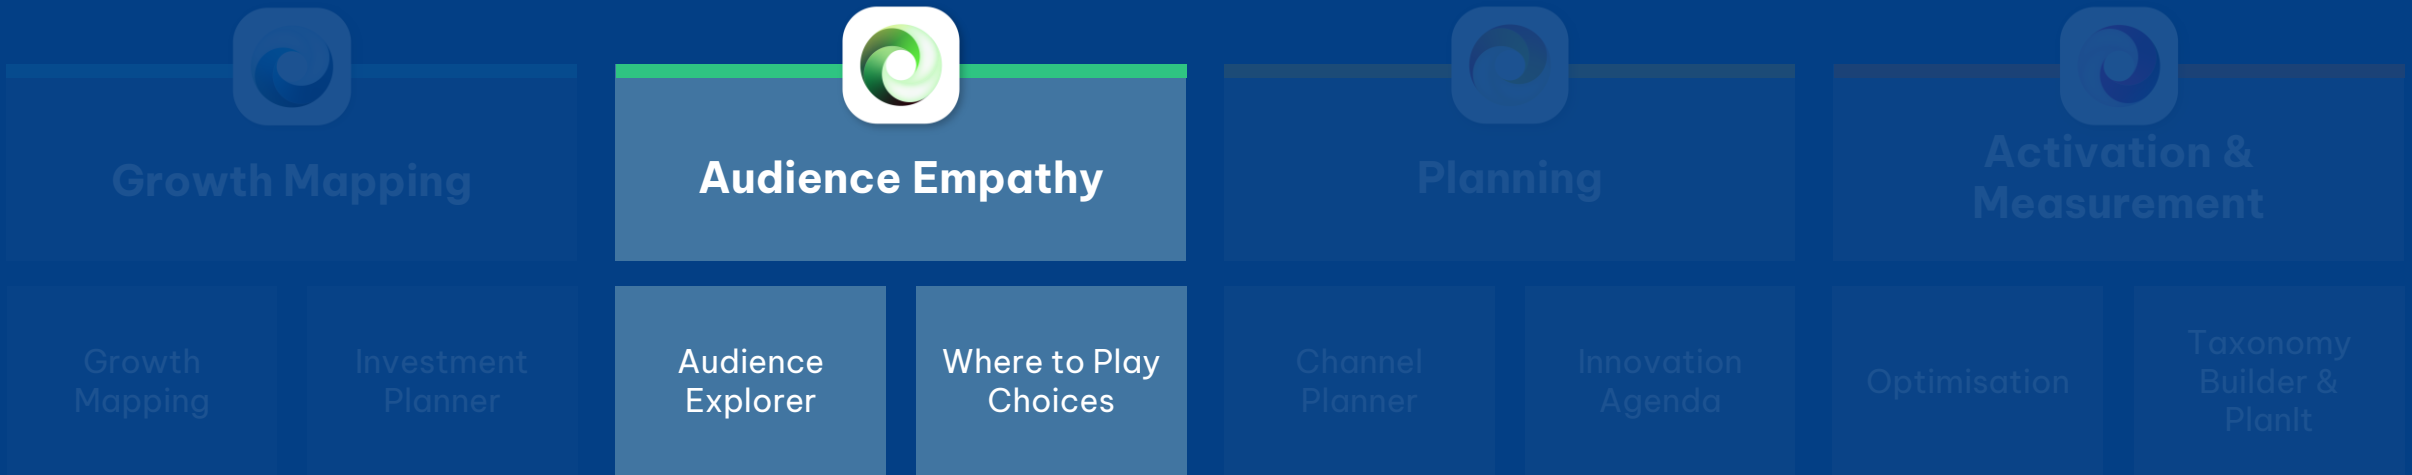 Growth Mapping
Audience Empathy
Planning
Activation &
Measurement
Growth
Mapping
Investment
Planner
Audience
Explorer
Where to Play
Choices
Channel
Planner
Innovation
Agenda
Optimisation
Taxonomy
Builder &
PlanIt